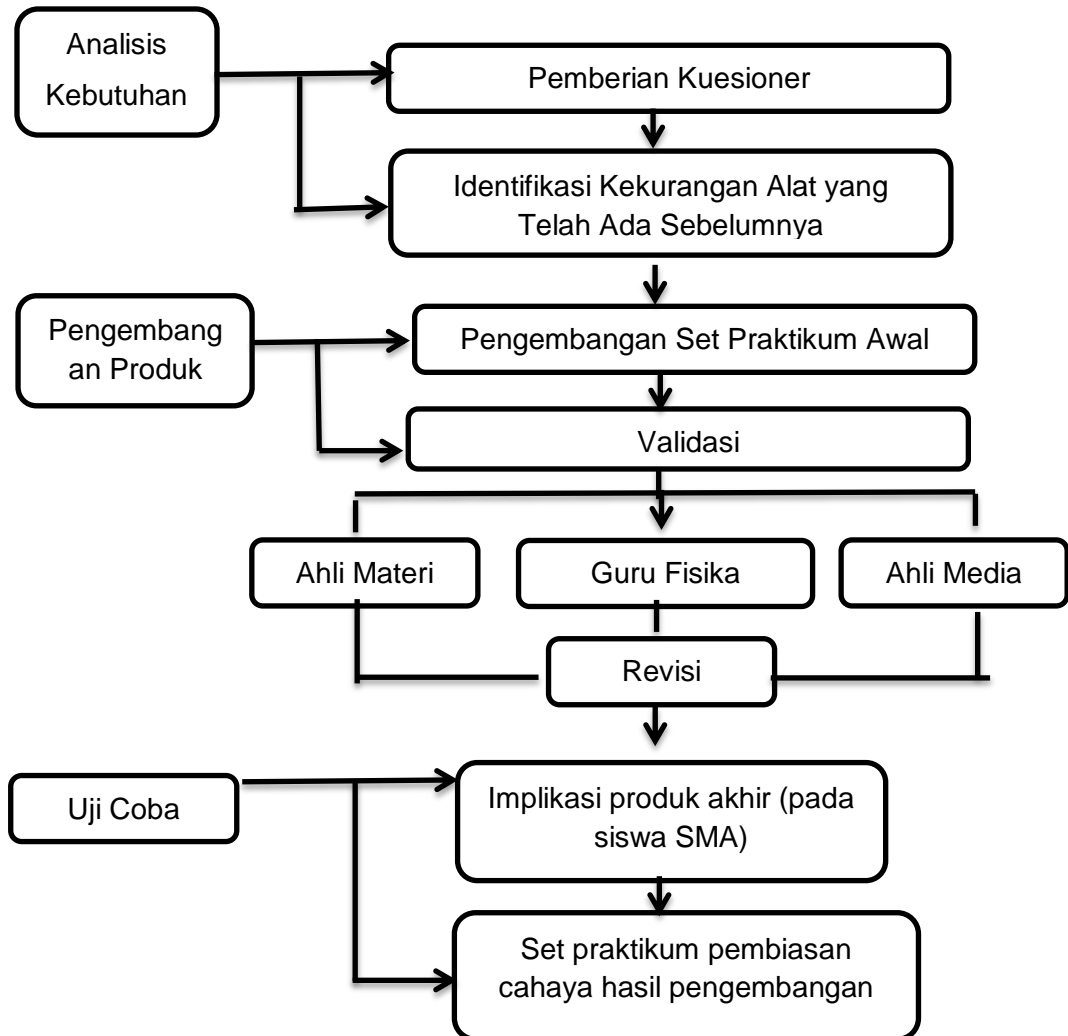 Analisis
Kebutuhan
Pemberian Kuesioner
Identifikasi Kekurangan Alat yang
Telah Ada Sebelumnya
Pengembang
an Produk
Pengembangan Set Praktikum Awal
Validasi
Ahli Materi
Guru Fisika
Ahli Media
Revisi
Uji Coba
Implikasi produk akhir (pada
siswa SMA)
Set praktikum pembiasan
cahaya hasil pengembangan